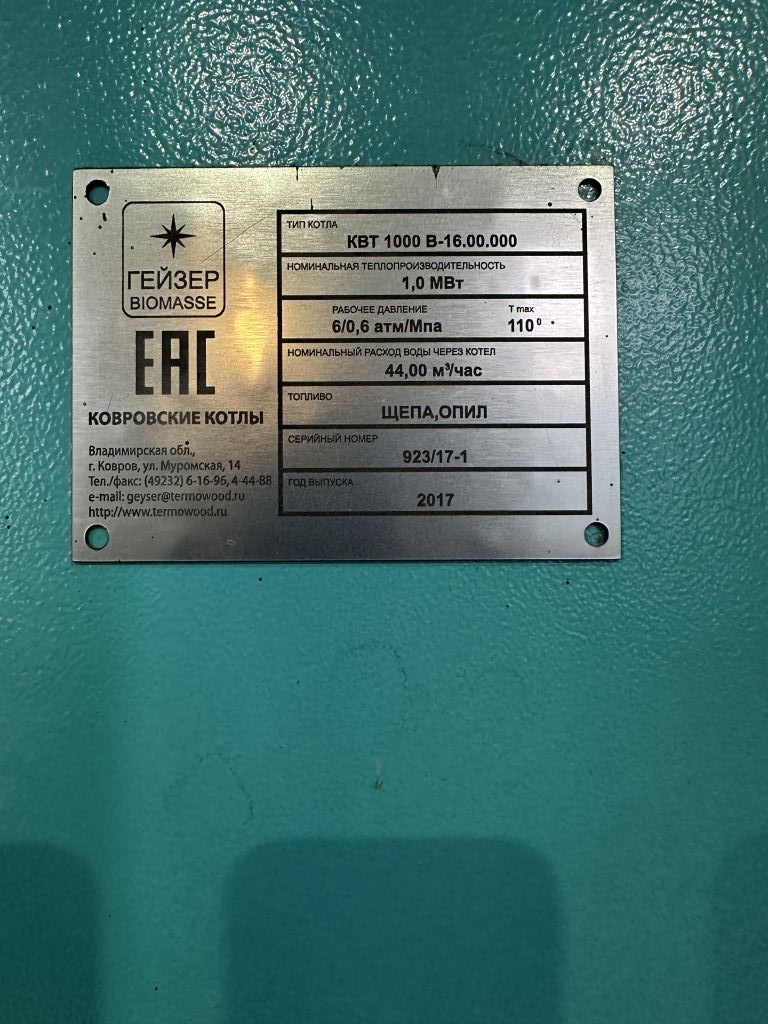 ГЕЙЗЕР
BIOMASSE
EAC
КОВРОВСКИЕ КОТЛЫ
Владимирская обл.,
г. Ковров, ул. Муромская, 14
Тел./факс: (49232) 6-16-96, 4-44-88
e-mail: geyser@termowood.ru
http://www.termowood.ru
ТИП КОТЛА
КВТ 1000 В-16.00.000
НОМИНАЛЬНАЯ ТЕПЛОПРОИЗВОДИТЕЛЬНОСТЬ
1,0 МВт
РАБОЧЕЕ ДАВЛЕНИЕ T max
6/0,6 атм/Мпа 110⁰
НОМИНАЛЬНЫЙ РАСХОД ВОДЫ ЧЕРЕЗ КОТЕЛ
44,00 м³/час
ТОПЛИВО
ЩЕПА,ОПИЛ
СЕРИЙНЫЙ НОМЕР
923/17-1
ГОД ВЫПУСКА
2017